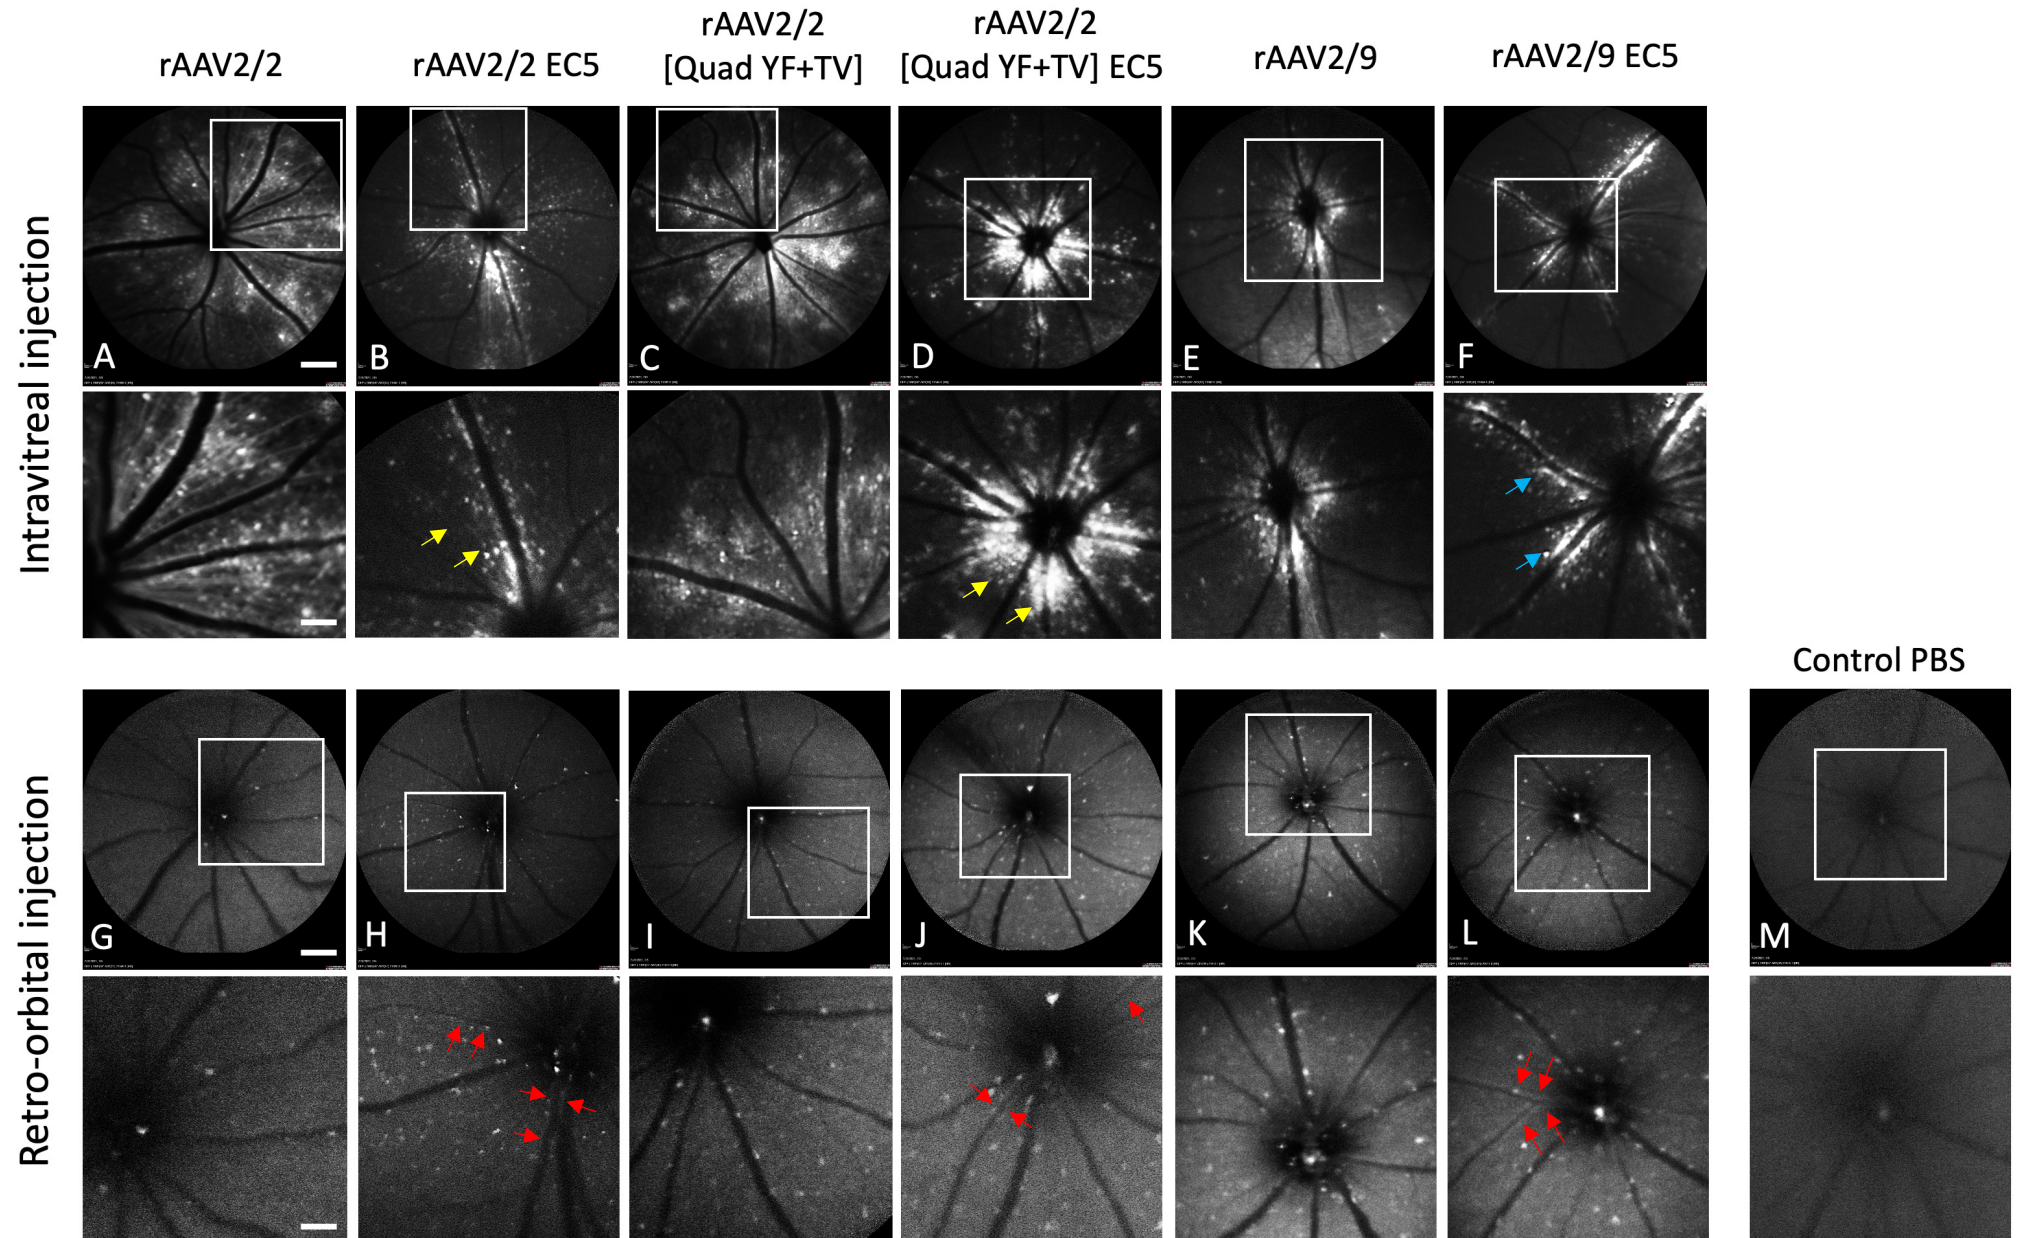 rAAV2/2
rAAV2/2 EC5
rAAV2/2
[Quad YF+TV]
rAAV2/2
[Quad YF+TV] EC5
rAAV2/9
rAAV2/9 EC5
Intravitreal injection
A
B
C
D
E
F
Control PBS
Retro-orbital injection
G
H
I
J
K
L
M